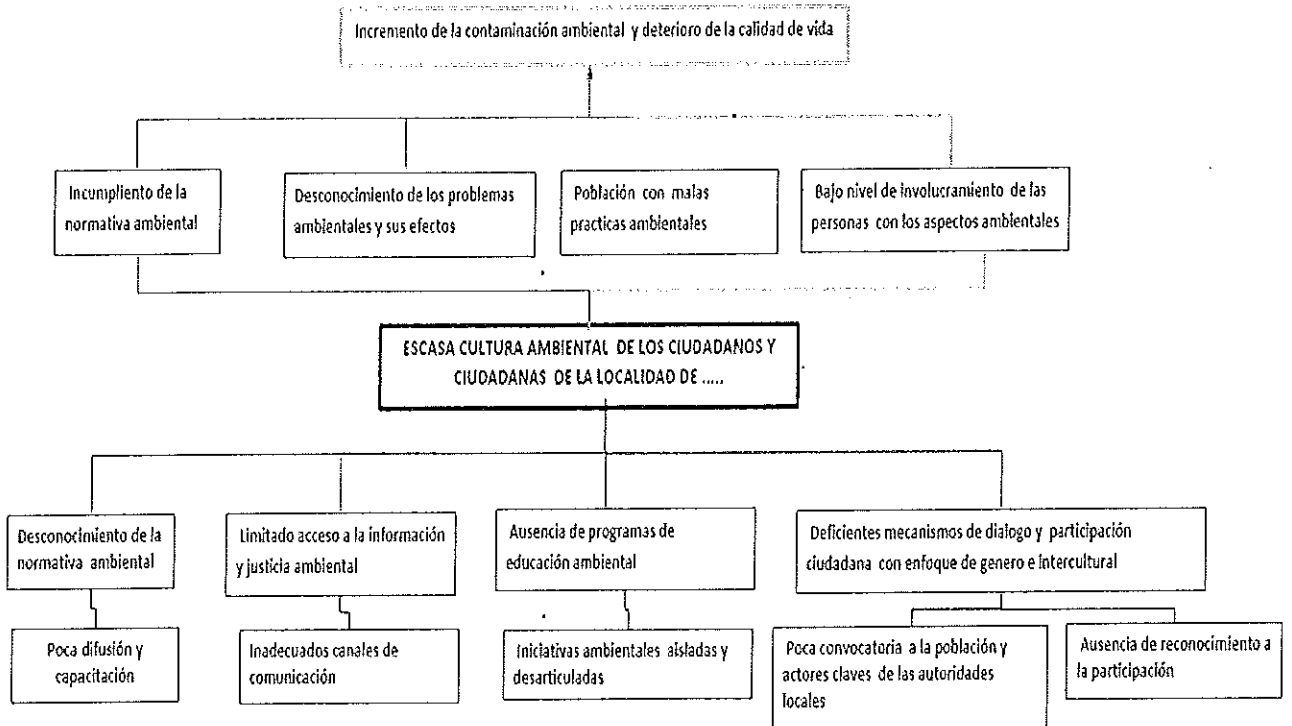 Incremento de la contaminación ambiental y deterioro de la calidad de vida
Incumpliento de la
normativa ambiental
Desconocimiento de los problemas
ambientales y sus efectos
Población con malas
practicas ambientales
Bajo nivel de involucramiento de las
personas con los aspectos ambientales
ESCASA CULTURA AMBIENTAL DE LOS CIUDADANOS Y
CIUDADANAS DE LA LOCALIDAD DE .....
Desconocimiento de la
normativa ambiental
Limitado acceso a la información
y justicia ambiental
Ausencia de programas de
educación ambiental
Deficientes mecanismos de dialogo y participación
ciudadana con enfoque de genero e intercultural
Poca difusión y
capacitación
Inadecuados canales de
comunicación
Iniciativas ambientales aisladas y
desarticuladas
Poca convocatoria a la población y
actores claves de las autoridades
locales
Ausencia de reconocimiento a
la participación